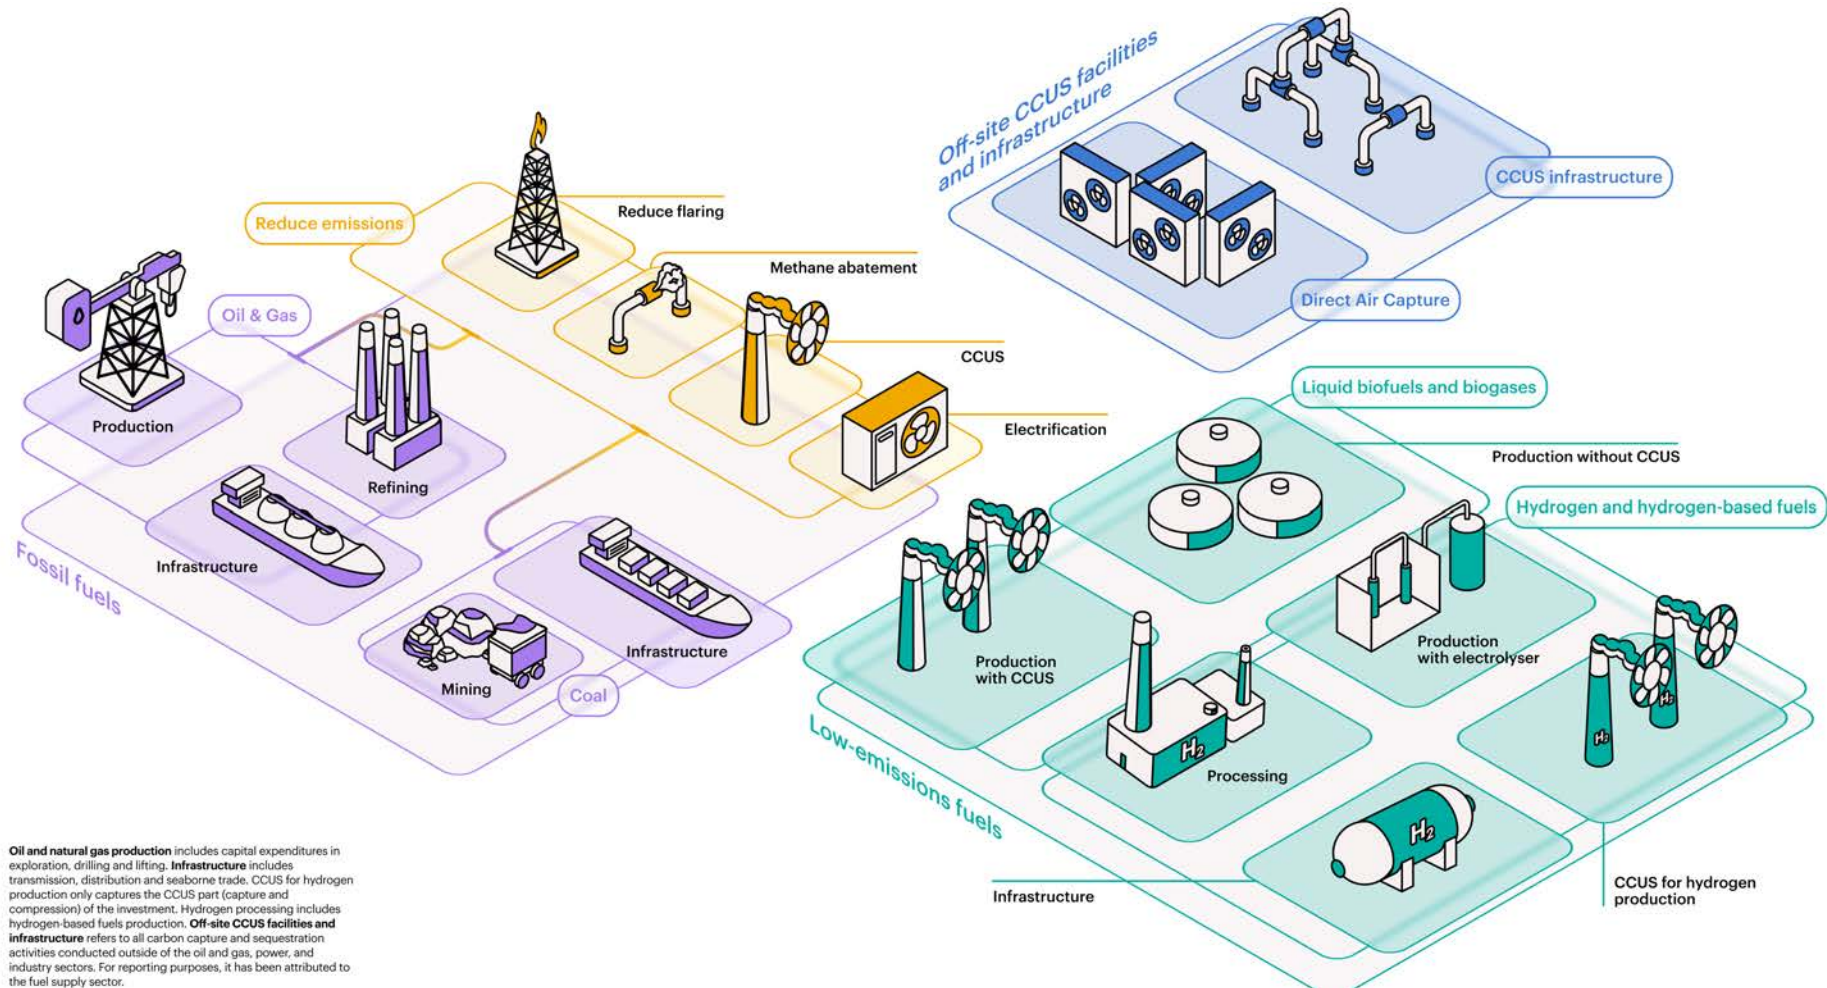 Off-site CCUS facilities
and infrastructure
CCUS infrastructure
Direct Air Capture
Reduce emissions
Reduce flaring
Methane abatement
CCUS
Electrification
Oil & Gas
Production
Refining
Infrastructure
Fossil fuels
Mining
Infrastructure
Coal
Liquid biofuels and biogases
Production without CCUS
Hydrogen and hydrogen-based fuels
Production
with CCUS
Production
with electrolyser
H2
Processing
H2
H2
H2
Low-emissions fuels
Infrastructure
CCUS for hydrogen
production
Oil and natural gas production includes capital expenditures in
exploration, drilling and lifting. Infrastructure includes
transmission, distribution and seaborne trade. CCUS for hydrogen
production only captures the CCUS part (capture and
compression) of the investment. Hydrogen processing includes
hydrogen-based fuels production. Off-site CCUS facilities and
infrastructure refers to all carbon capture and sequestration
activities conducted outside of the oil and gas, power, and
industry sectors. For reporting purposes, it has been attributed to
the fuel supply sector.